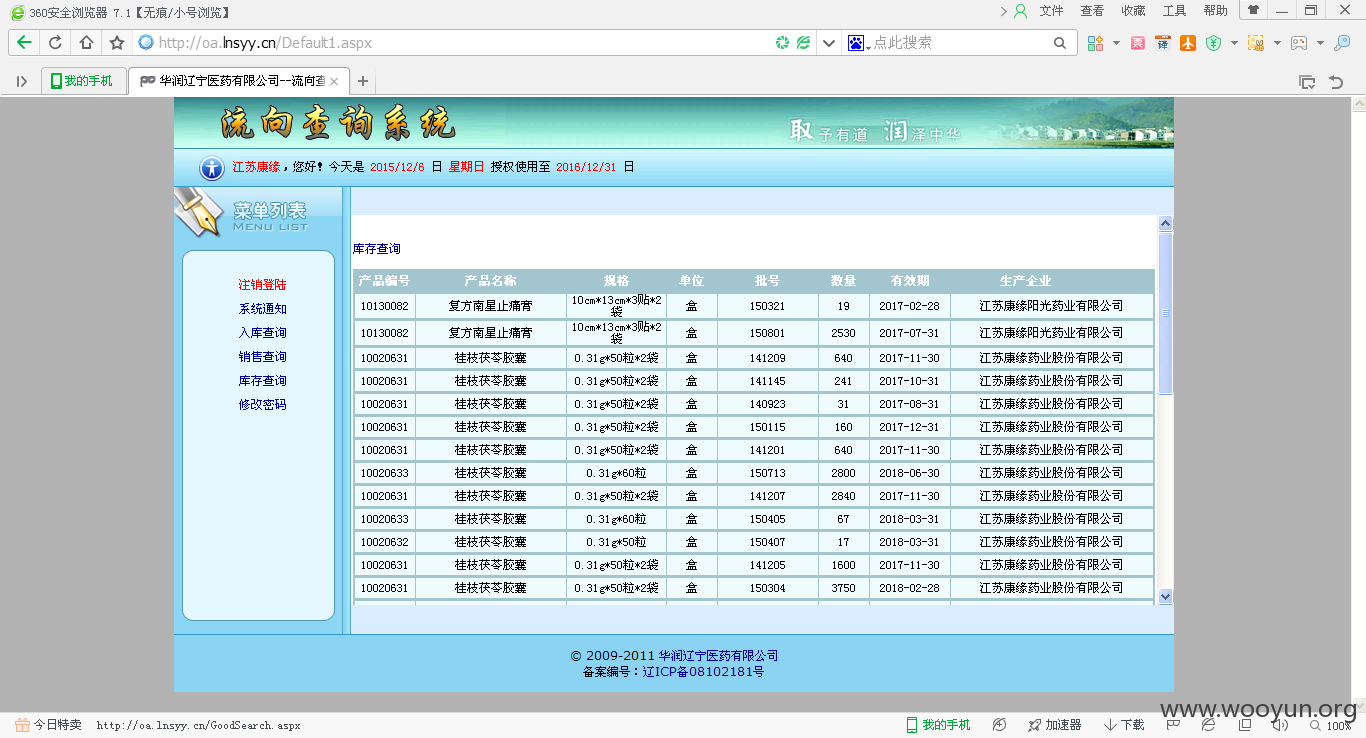 360安全浏览器 7.1【无痕/小号浏览】
文件 查看 收藏 工具 帮助
http://oa.lnsyy.cn/Default1.aspx
点此搜索
我的手机
华润辽宁医药有限公司--流向查
流向查询系统
取予有道 润泽中华
江苏康缘，您好！今天是 2015/12/6 日 星期日 授权使用至 2016/12/31 日
菜单列表
MENU LIST
注销登陆
系统通知
入库查询
销售查询
库存查询
修改密码
库存查询
产品编号 产品名称 规格 单位 批号 数量 有效期 生产企业
10130082 复方南星止痛膏 10cm*13cm*3贴*2袋 盒 150321 19 2017-02-28 江苏康缘阳光药业有限公司
10130082 复方南星止痛膏 10cm*13cm*3贴*2袋 盒 150801 2530 2017-07-31 江苏康缘阳光药业有限公司
10020631 桂枝茯苓胶囊 0.31g*50粒*2袋 盒 141209 640 2017-11-30 江苏康缘药业股份有限公司
10020631 桂枝茯苓胶囊 0.31g*50粒*2袋 盒 141145 241 2017-10-31 江苏康缘药业股份有限公司
10020631 桂枝茯苓胶囊 0.31g*50粒*2袋 盒 140923 31 2017-08-31 江苏康缘药业股份有限公司
10020631 桂枝茯苓胶囊 0.31g*50粒*2袋 盒 150115 160 2017-12-31 江苏康缘药业股份有限公司
10020631 桂枝茯苓胶囊 0.31g*50粒*2袋 盒 141201 640 2017-11-30 江苏康缘药业股份有限公司
10020633 桂枝茯苓胶囊 0.31g*60粒 盒 150713 2800 2018-06-30 江苏康缘药业股份有限公司
10020631 桂枝茯苓胶囊 0.31g*50粒*2袋 盒 141207 2840 2017-11-30 江苏康缘药业股份有限公司
10020633 桂枝茯苓胶囊 0.31g*60粒 盒 150405 67 2018-03-31 江苏康缘药业股份有限公司
10020632 桂枝茯苓胶囊 0.31g*50粒 盒 150407 17 2018-03-31 江苏康缘药业股份有限公司
10020631 桂枝茯苓胶囊 0.31g*50粒*2袋 盒 141205 1600 2017-11-30 江苏康缘药业股份有限公司
10020631 桂枝茯苓胶囊 0.31g*50粒*2袋 盒 150304 3750 2018-02-28 江苏康缘药业股份有限公司
© 2009-2011 华润辽宁医药有限公司
备案编号：辽ICP备08102181号
www.wooyun.org
今日特卖 http://oa.lnsyy.cn/GoodSearch.aspx 我的手机 加速器 下载 100%